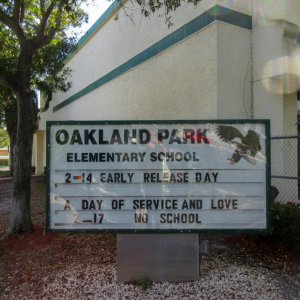 OAKLAND PARK
ELEMENTARY SCHOOL
2-14 EARLY RELEASE DAY
A DAY OF SERVICE AND LOVE
2-17 NO SCHOOL